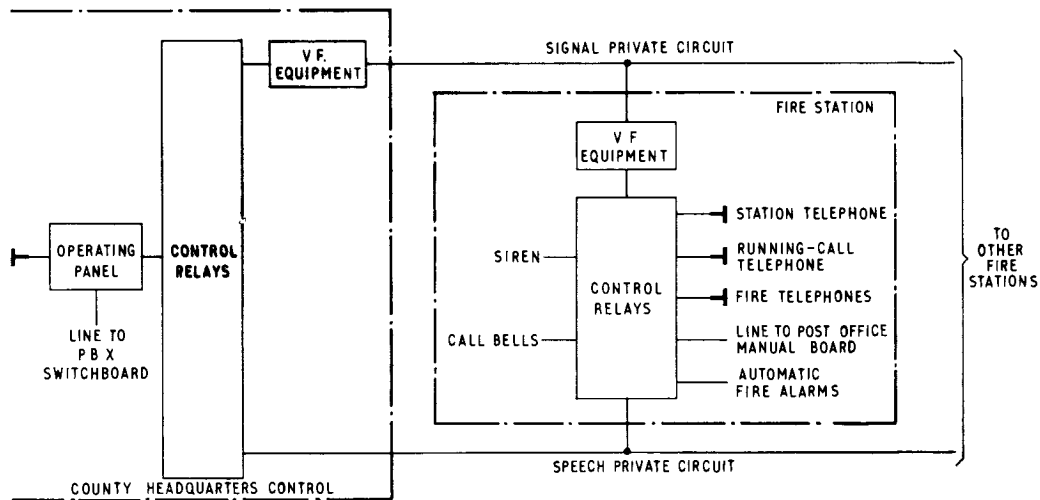 V F.
EQUIPMENT
SIGNAL PRIVATE CIRCUIT
FIRE STATION
V F
EQUIPMENT
OPERATING
PANEL
CONTROL
RELAYS
LINE TO
P B X
SWITCHBOARD
SIREN
CALL BELLS
CONTROL
RELAYS
STATION TELEPHONE
RUNNING-CALL
TELEPHONE
FIRE TELEPHONES
LINE TO POST OFFICE
MANUAL BOARD
AUTOMATIC
FIRE ALARMS
TO
OTHER
FIRE
STATIONS
SPEECH PRIVATE CIRCUIT
COUNTY HEADQUARTERS CONTROL